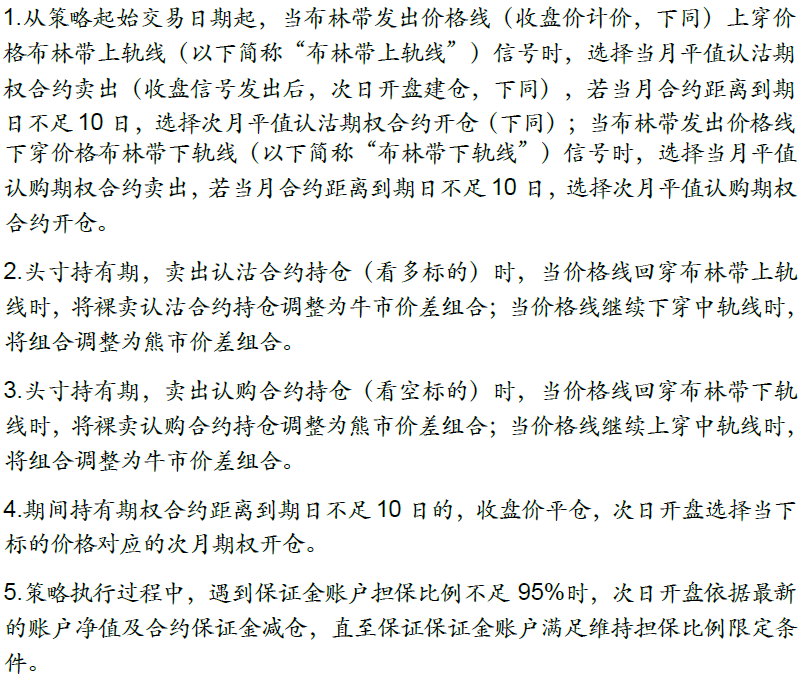 1.从策略起始交易日期起，当布林带发出价格线（收盘价计价，下同）上穿价
格布林带上轨线（以下简称“布林带上轨线”）信号时，选择当月平值认沽期
权合约卖出（收盘信号发出后，次日开盘建仓，下同），若当月合约距离到期
日不足10 日，选择次月平值认沽期权合约开仓（下同）；当布林带发出价格线
下穿价格布林带下轨线（以下简称“布林带下轨线”）信号时，选择当月平值
认购期权合约卖出，若当月合约距离到期日不足10 日，选择次月平值认购期权
合约开仓。
2.头寸持有期，卖出认沽合约持仓（看多标的）时，当价格线回穿布林带上轨
线时，将裸卖认沽合约持仓调整为牛市价差组合；当价格线继续下穿中轨线时，
将组合调整为熊市价差组合。
3.头寸持有期，卖出认购合约持仓（看空标的）时，当价格线回穿布林带下轨
线时，将裸卖认购合约持仓调整为熊市价差组合；当价格线继续上穿中轨线时，
将组合调整为牛市价差组合。
4.期间持有期权合约距离到期日不足10 日的，收盘价平仓，次日开盘选择当下
标的价格对应的次月期权开仓。
5.策略执行过程中，遇到保证金账户担保比例不足 95%时，次日开盘依据最新
的账户净值及合约保证金减仓，直至保证保证金账户满足维持担保比例限定条
件。